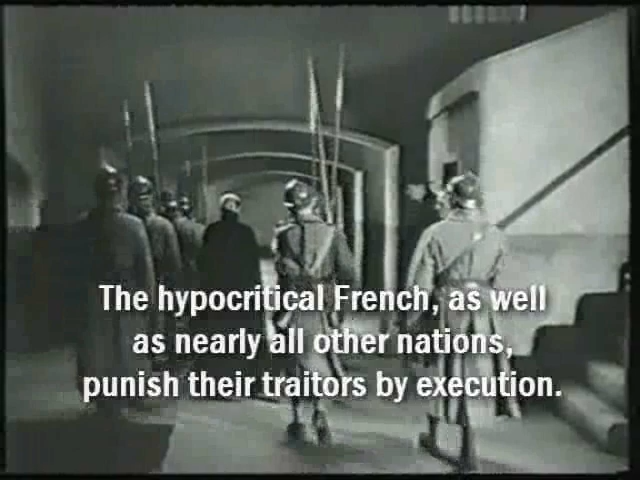 The hypocritical French, as well
as nearly all other nations,
punish their traitors by execution.